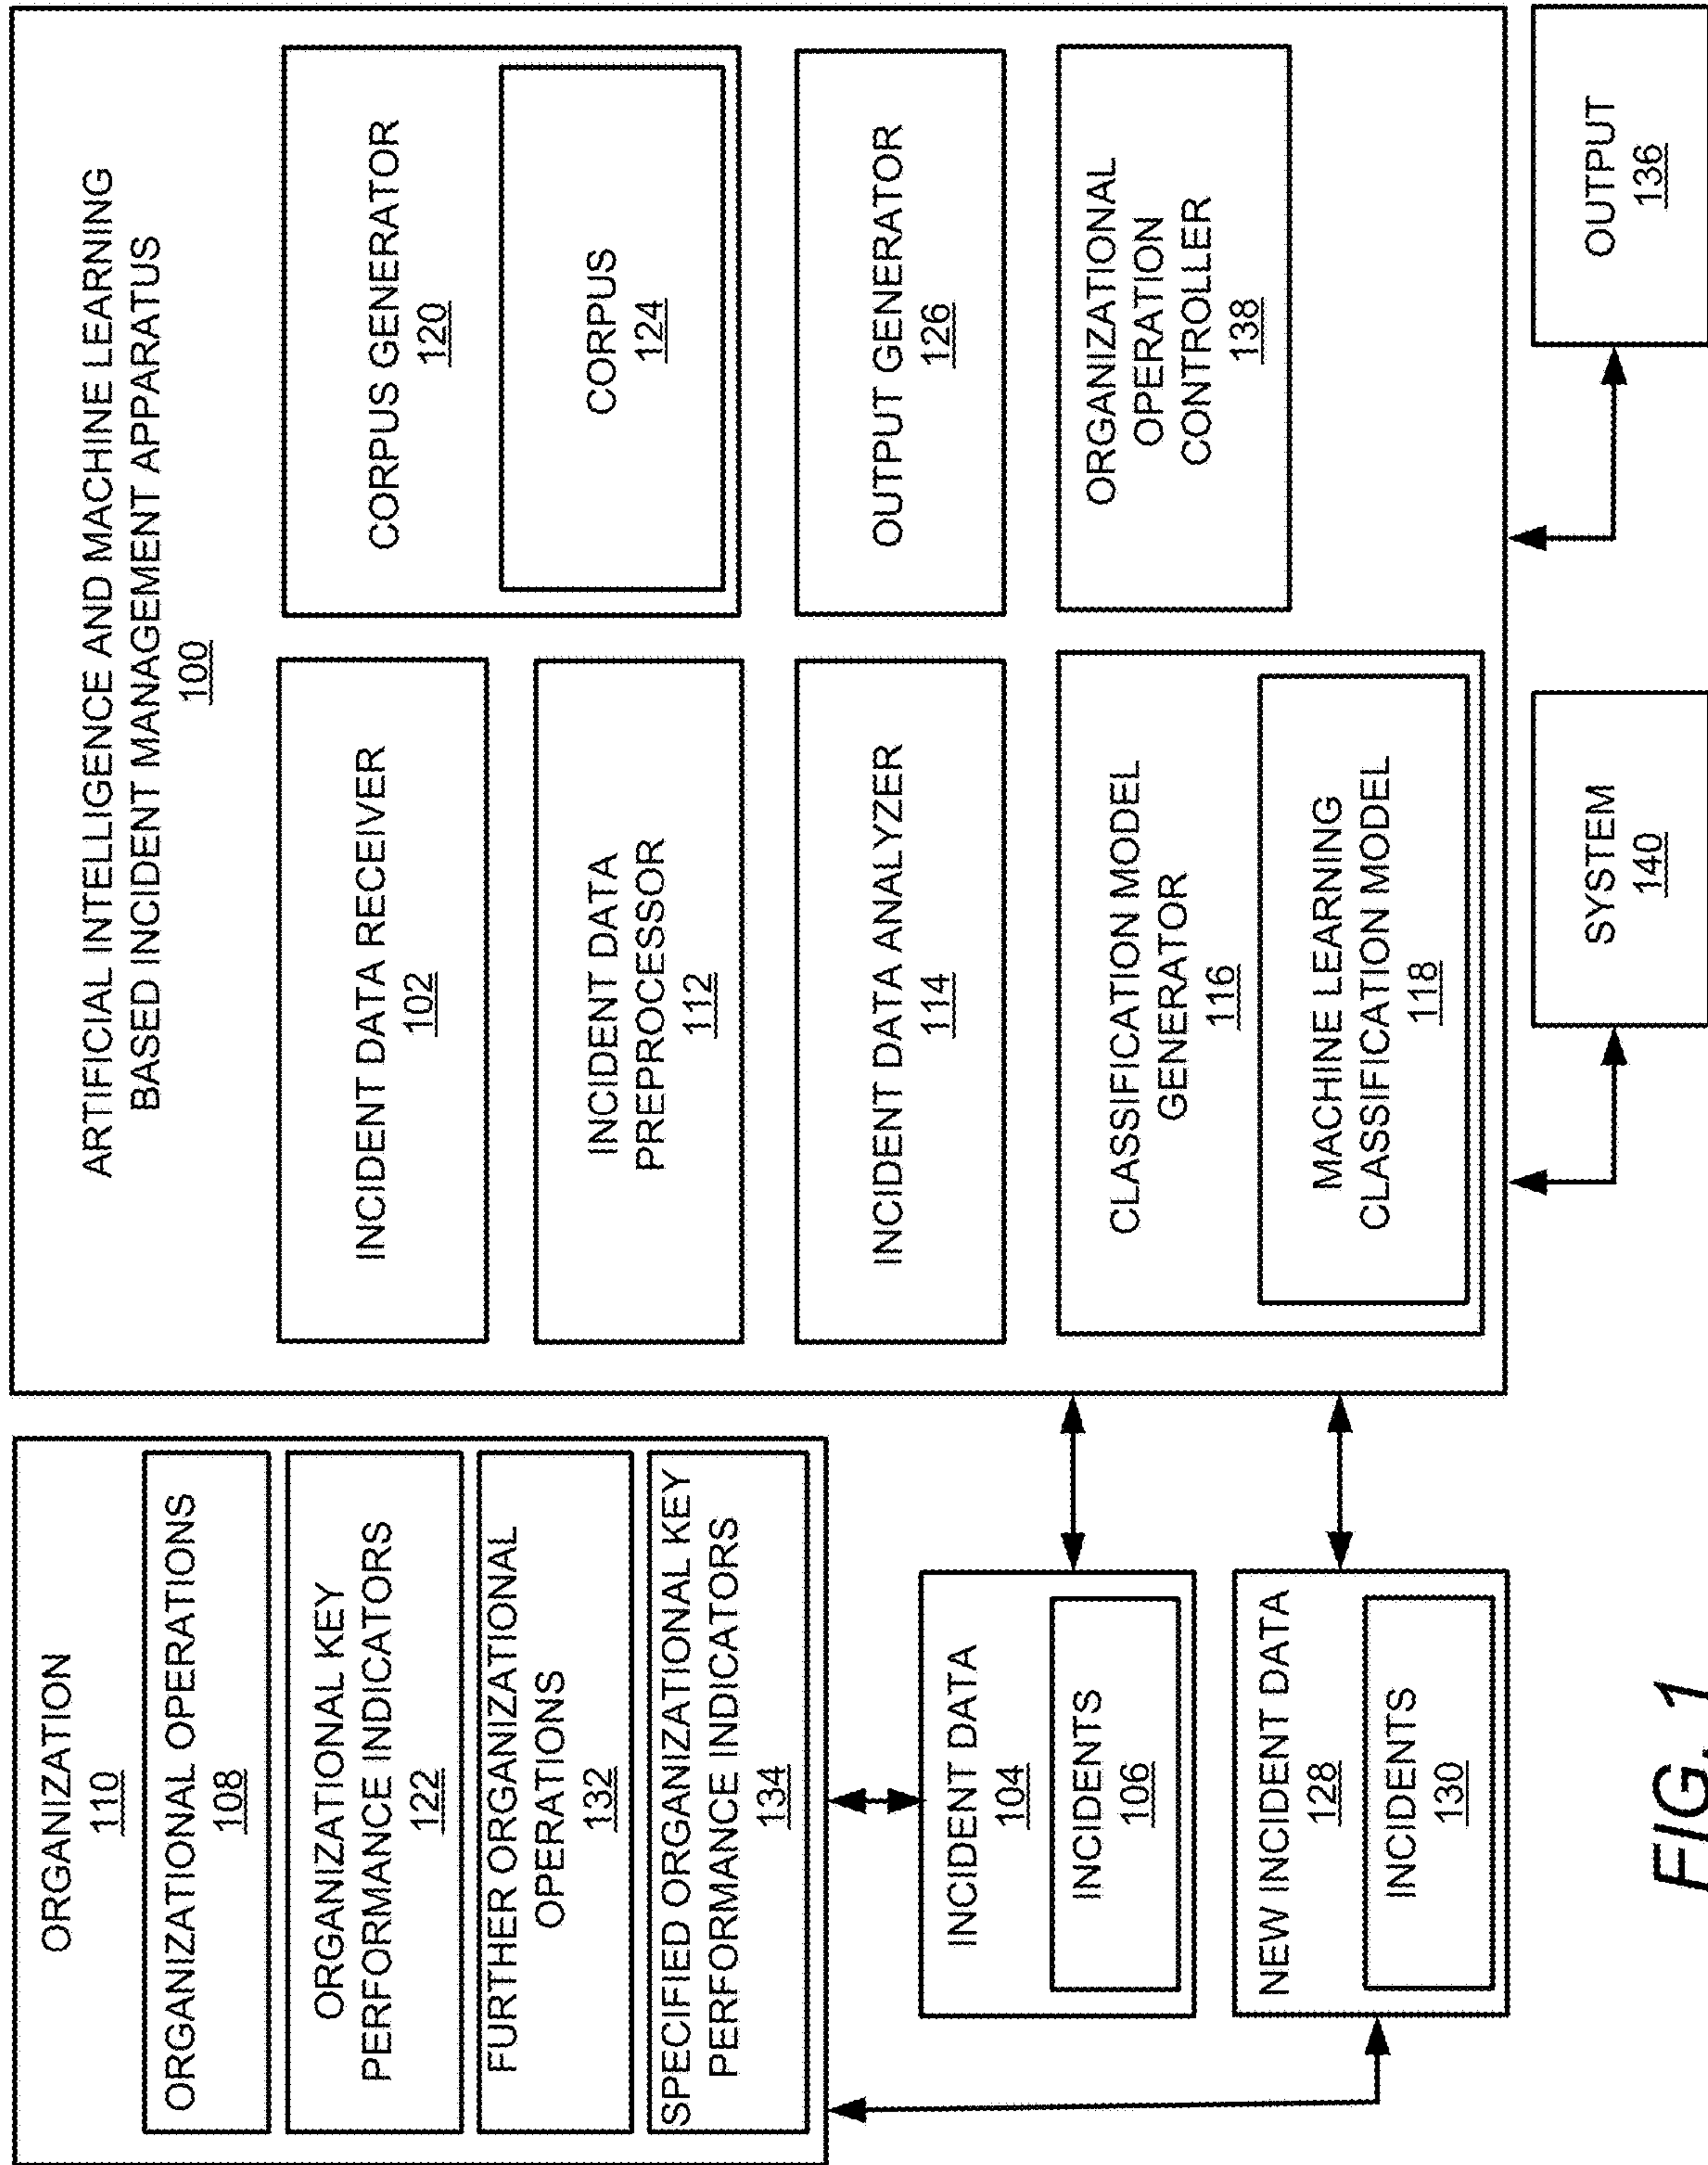 ORGANIZATION
110
ORGANIZATIONAL OPERATIONS
108
ORGANIZATIONAL KEY
PERFORMANCE INDICATORS
122
FURTHER ORGANIZATIONAL
OPERATIONS
132
SPECIFIED ORGANIZATIONAL KEY
PERFORMANCE INDICATORS
134
INCIDENT DATA
104
INCIDENTS
106
NEW INCIDENT DATA
128
INCIDENTS
130
ARTIFICIAL INTELLIGENCE AND MACHINE LEARNING
BASED INCIDENT MANAGEMENT APPARATUS
100
INCIDENT DATA RECEIVER
102
INCIDENT DATA
PREPROCESSOR
112
INCIDENT DATA ANALYZER
114
CLASSIFICATION MODEL
GENERATOR
116
MACHINE LEARNING
CLASSIFICATION MODEL
118
CORPUS GENERATOR
120
CORPUS
124
OUTPUT GENERATOR
126
ORGANIZATIONAL
OPERATION
CONTROLLER
138
SYSTEM
140
OUTPUT
136
FIG. 1